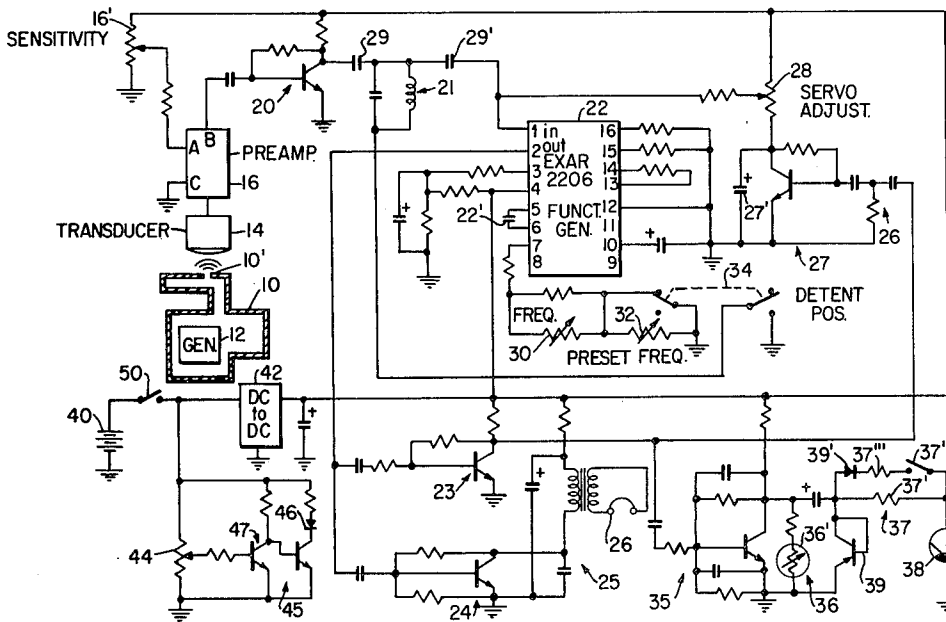 16'
SENSITIVITY
29
29'
20
21
28
SERVO
ADJUST.
22
A
B
C
PREAMP.
16
1 in 16
2 out 15
3 EXAR 14
2206 13
4
5 FUNCT. 12
6 GEN. 11
7 10
8 9
22'
+
+
+
27'
26
27
TRANSDUCER
14
10'
10
GEN.
12
34
DETENT
POS.
FREQ.
30
32
PRESET FREQ.
50
42
DC
to
DC
+
40
23
+
26
25
24
39'
37'''
37''
37'
37
+
36'
36
35
39
38
44
47
46
45